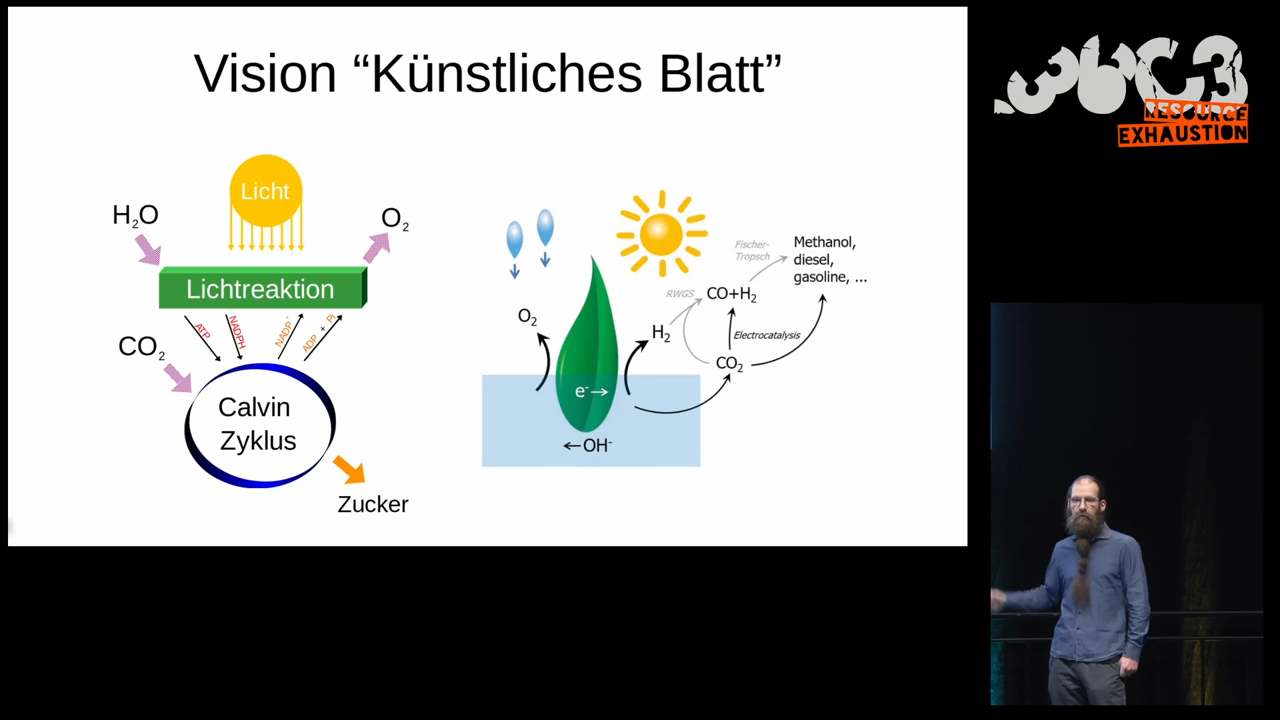 Vision “Künstliches Blatt”
Licht
H₂O
O₂
Lichtreaktion
ATP
NADPH
NADP⁻
ADP + Pi
CO₂
Calvin
Zyklus
Zucker
O₂
e⁻→
←OH⁻
H₂
RWGS
CO+H₂
Fischer-
Tropsch
Methanol,
diesel,
gasoline, ...
Electrocatalysis
CO₂
36C3
RESOURCE
EXHAUSTION